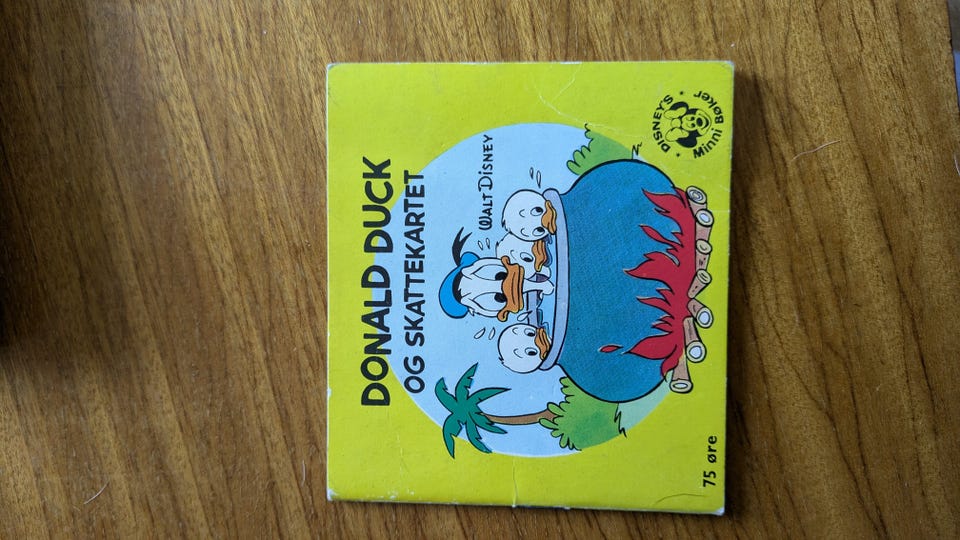 DONALD DUCK
OG SKATTEKARTET
WALT DISNEY
75 øre
DISNEY'S
Minni Bøker